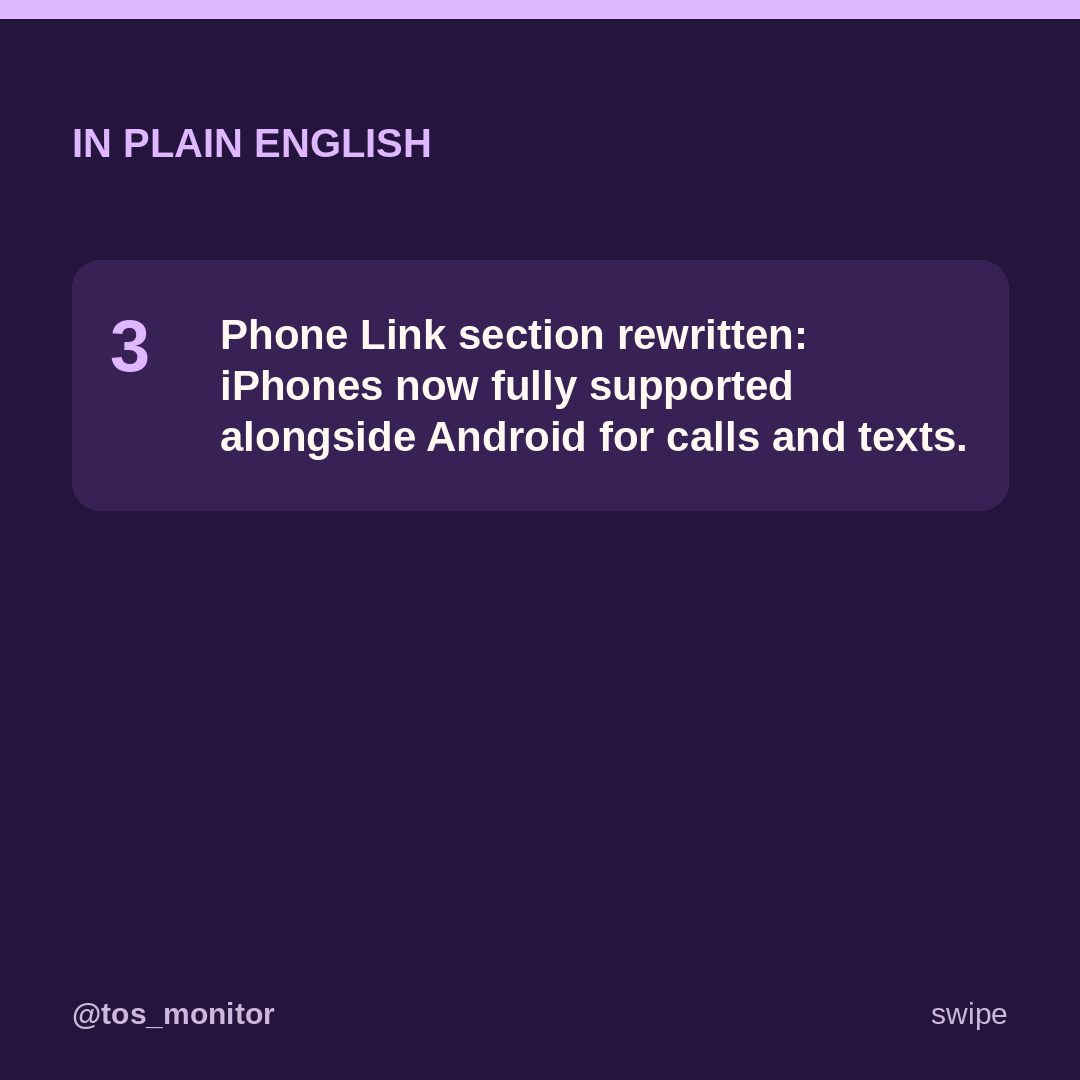 IN PLAIN ENGLISH
3
Phone Link section rewritten:
iPhones now fully supported
alongside Android for calls and texts.
@tos_monitor
swipe